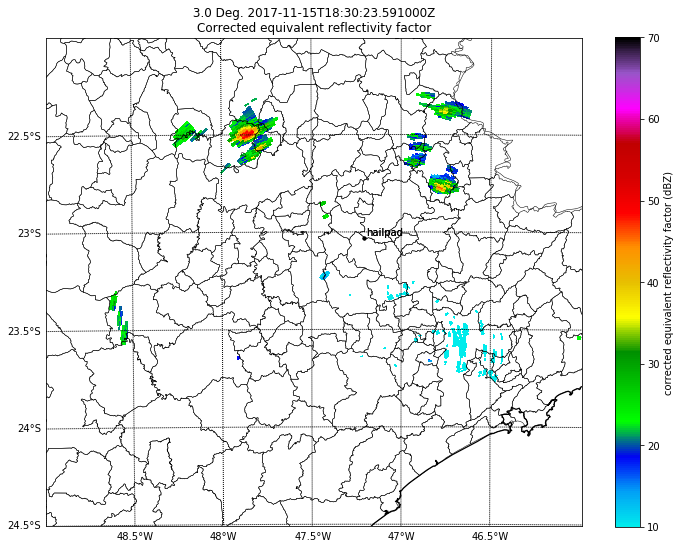 3.0 Deg. 2017-11-15T18:30:23.591000Z
Corrected equivalent reflectivity factor
22.5°S
23°S
23.5°S
24°S
24.5°S
hailpad
48.5°W
48°W
47.5°W
47°W
46.5°W
70
60
50
40
30
20
10
corrected equivalent reflectivity factor (dBZ)